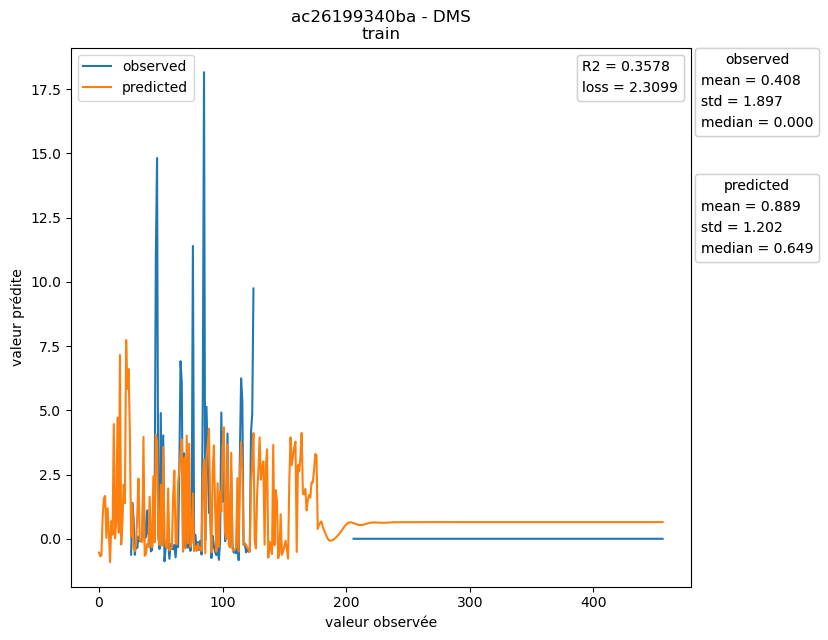 ac26199340ba - DMS
train
observed
predicted
R2 = 0.3578
loss = 2.3099
observed
mean = 0.408
std = 1.897
median = 0.000
predicted
mean = 0.889
std = 1.202
median = 0.649
valeur prédite
17.5
15.0
12.5
10.0
7.5
5.0
2.5
0.0
0
100
200
300
400
valeur observée